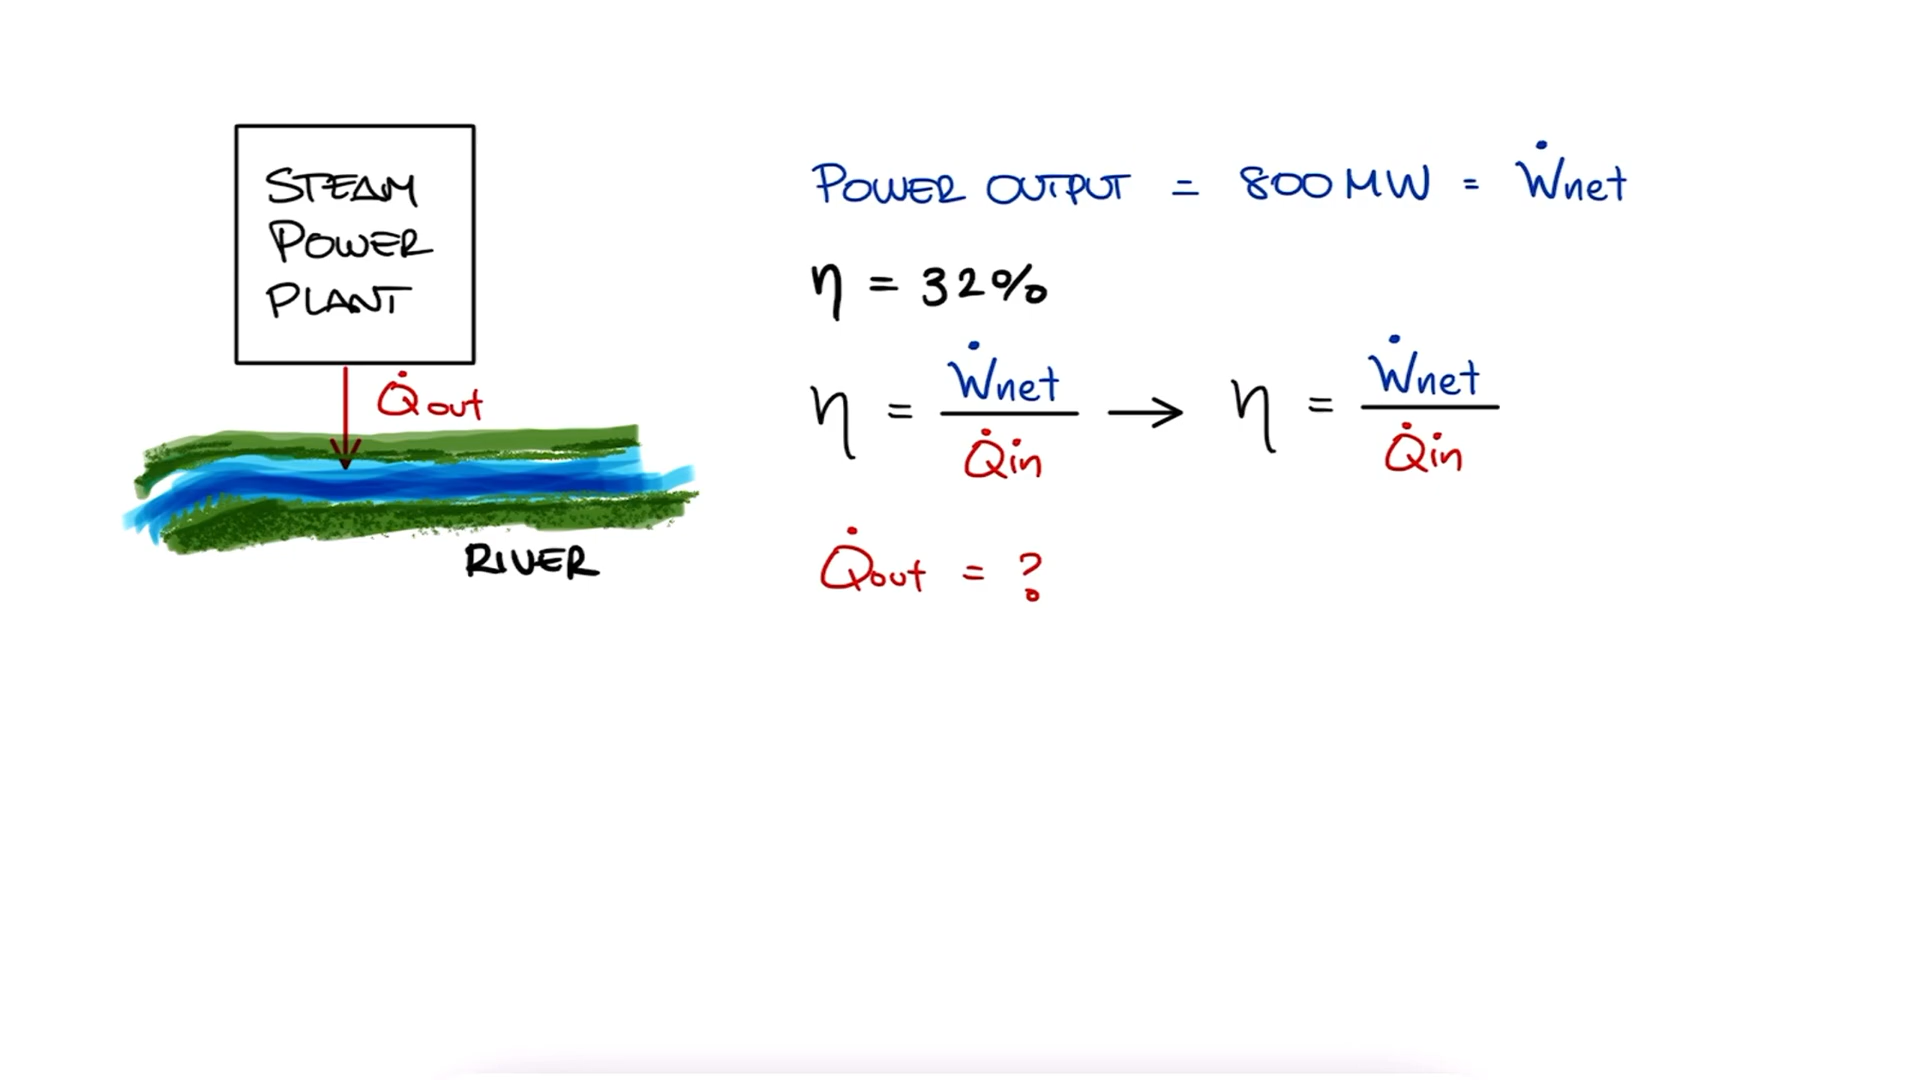 STEAM
POWER
PLANT
Q̇out
RIVER
POWER OUTPUT = 800 MW = Ẇnet
η = 32%
η = Ẇnet / Q̇in → η = Ẇnet / Q̇in
Q̇out = ?